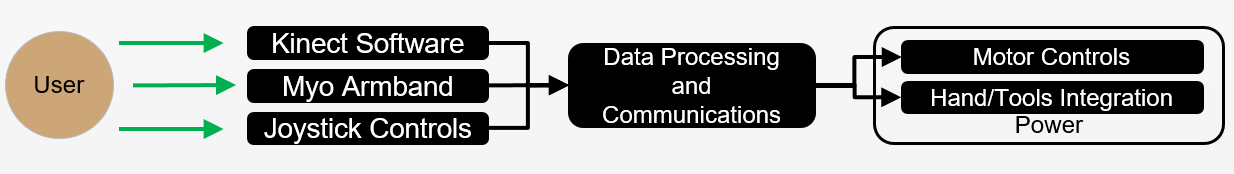 User
Kinect Software
Myo Armband
Joystick Controls
Data Processing
and
Communications
Motor Controls
Hand/Tools Integration
Power